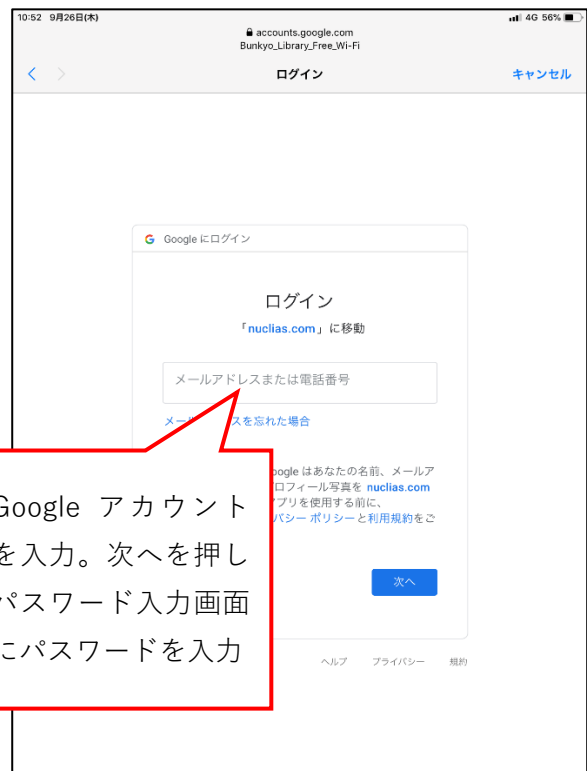 10:52 9月26日(木)
4G 56%
accounts.google.com
Bunkyo_Library_Free_Wi-Fi
ログイン
キャンセル
G Google にログイン
ログイン
「nuclias.com」に移動
メールアドレスまたは電話番号
スを忘れた場合
oogle はあなたの名前、メールア
ロフィール写真を nuclias.com
アプリを使用する前に、
バシー ポリシーと利用規約をご
次へ
Google アカウント
を入力。次へを押し
パスワード入力画面
にパスワードを入力
ヘルプ プライバシー 規約